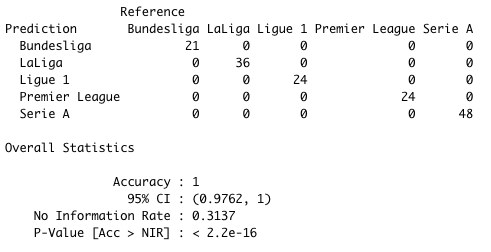 Reference
Prediction Bundesliga LaLiga Ligue 1 Premier League Serie A
Bundesliga 21 0 0 0 0
LaLiga 0 36 0 0 0
Ligue 1 0 0 24 0 0
Premier League 0 0 0 24 0
Serie A 0 0 0 0 48
Overall Statistics
Accuracy : 1
95% CI : (0.9762, 1)
No Information Rate : 0.3137
P-Value [Acc > NIR] : < 2.2e-16